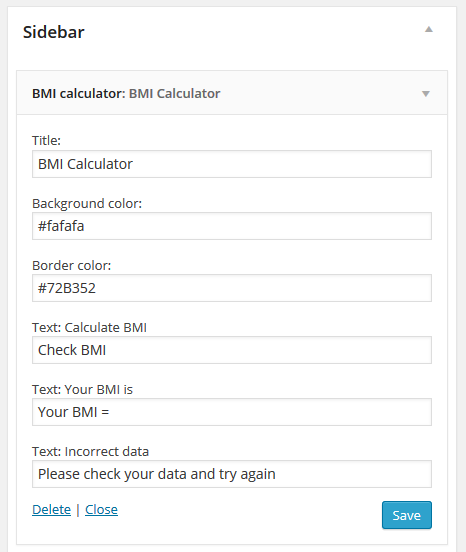 Sidebar
BMI calculator: BMI Calculator
Title:
BMI Calculator
Background color:
#fafafa
Border color:
#72B352
Text: Calculate BMI
Check BMI
Text: Your BMI is
Your BMI =
Text: Incorrect data
Please check your data and try again
Delete | Close
Save